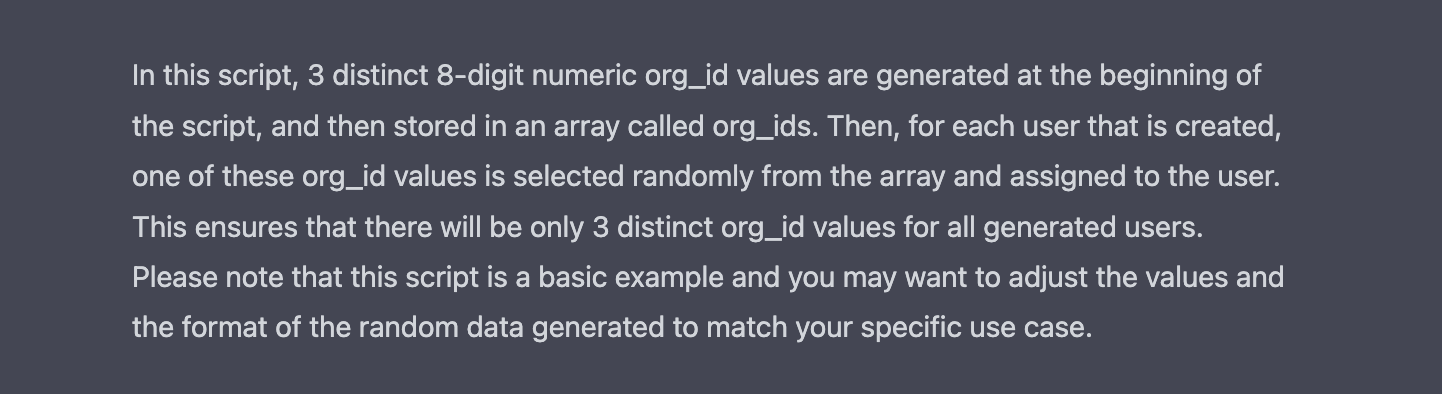 In this script, 3 distinct 8-digit numeric org_id values are generated at the beginning of
the script, and then stored in an array called org_ids. Then, for each user that is created,
one of these org_id values is selected randomly from the array and assigned to the user.
This ensures that there will be only 3 distinct org_id values for all generated users.
Please note that this script is a basic example and you may want to adjust the values and
the format of the random data generated to match your specific use case.